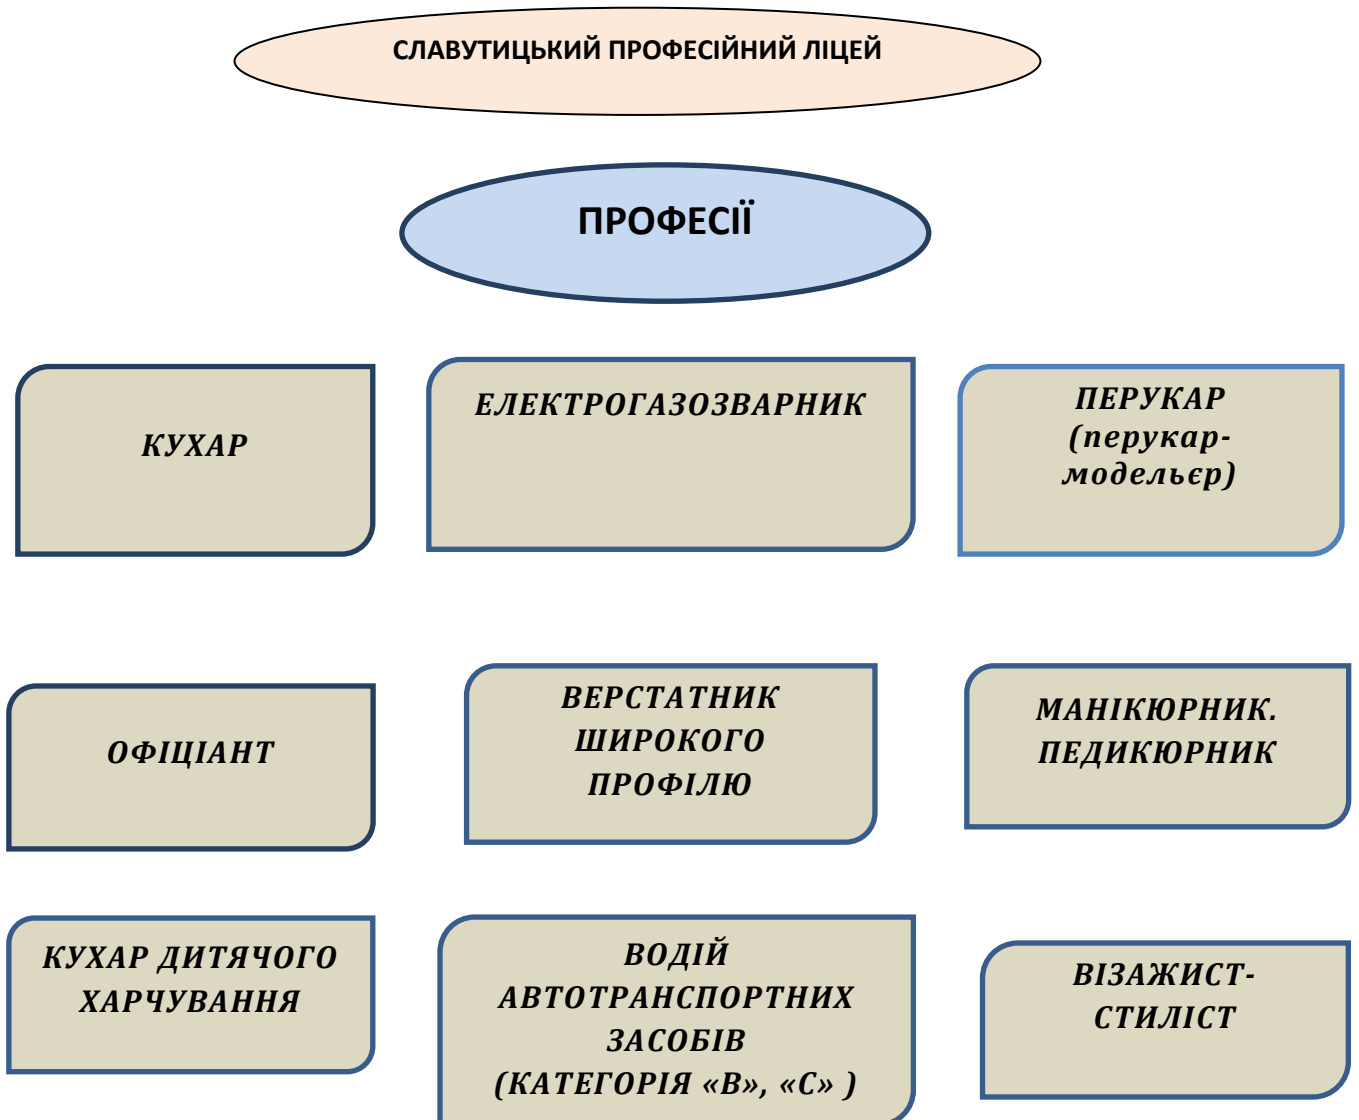 СЛАВУТИЦЬКИЙ ПРОФЕСІЙНИЙ ЛІЦЕЙ
ПРОФЕСІЇ
КУХАР
ЕЛЕКТРОГАЗОЗВАРНИК
ПЕРУКАР
(перукар-
модельєр)
ОФІЦІАНТ
ВЕРСТАТНИК
ШИРОКОГО
ПРОФІЛЮ
МАНІКЮРНИК.
ПЕДИКЮРНИК
КУХАР ДИТЯЧОГО
ХАРЧУВАННЯ
ВОДІЙ
АВТОТРАНСПОРТНИХ
ЗАСОБІВ
(КАТЕГОРІЯ «В», «С» )
ВІЗАЖИСТ-
СТИЛІСТ